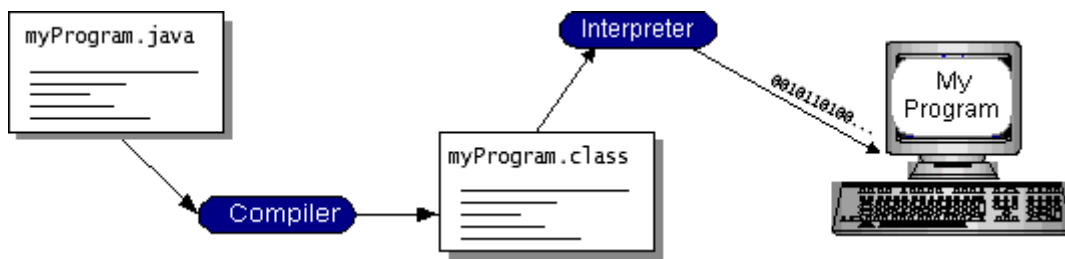 myProgram.java
Compiler
myProgram.class
Interpreter
0010110100...
My
Program